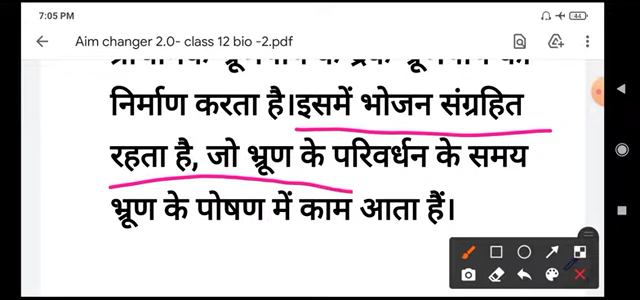 7:05 PM
44
Aim changer 2.0- class 12 bio -2.pdf
निर्माण करता है।इसमें भोजन संग्रहित
रहता है, जो भ्रूण के परिवर्धन के समय
भ्रूण के पोषण में काम आता हैं।